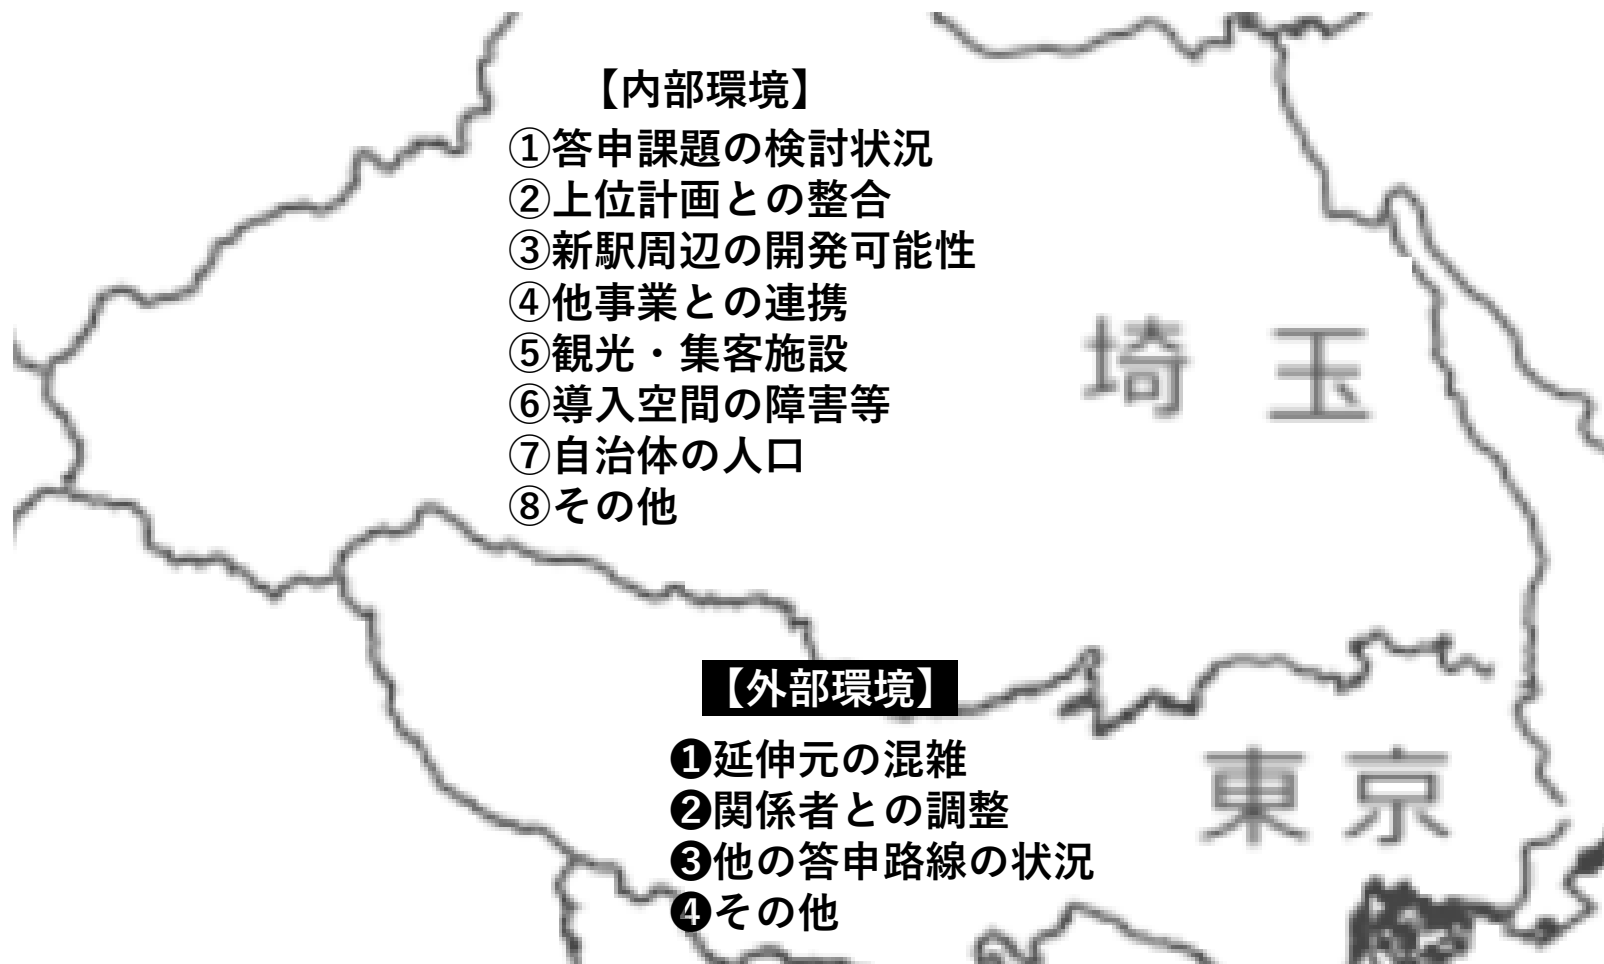 【内部環境】
①答申課題の検討状況
②上位計画との整合
③新駅周辺の開発可能性
④他事業との連携
⑤観光・集客施設
⑥導入空間の障害等
⑦自治体の人口
⑧その他
埼玉
【外部環境】
❶延伸元の混雑
❷関係者との調整
❸他の答申路線の状況
❹その他
東京